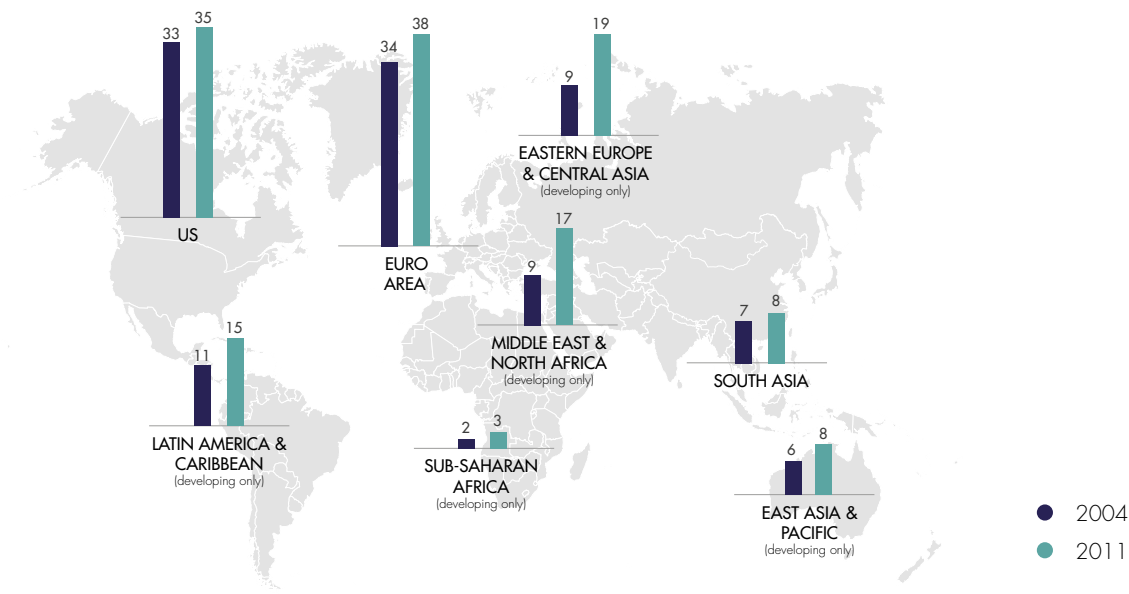 33
35
US
34
38
EURO
AREA
9
19
EASTERN EUROPE
& CENTRAL ASIA
(developing only)
9
17
MIDDLE EAST &
NORTH AFRICA
(developing only)
7
8
SOUTH ASIA
11
15
LATIN AMERICA &
CARIBBEAN
(developing only)
2
3
SUB-SAHARAN
AFRICA
(developing only)
6
8
EAST ASIA &
PACIFIC
(developing only)
2004
2011